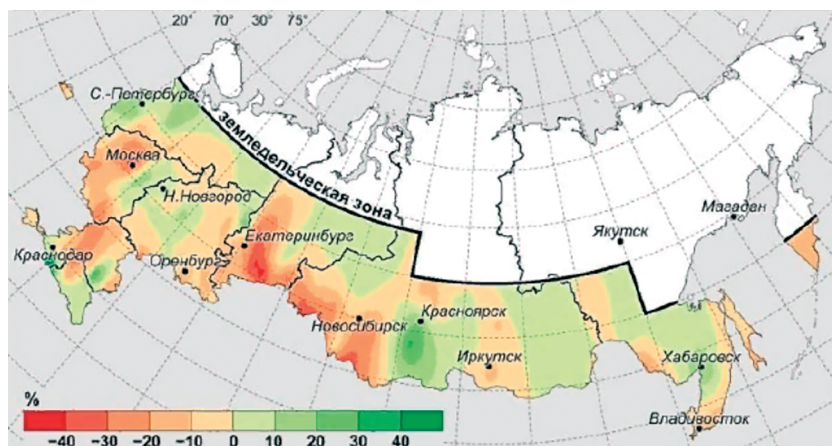 20° 70° 30° 75°
С.-Петербург
земледельческая зона
Москва
Н.Новгород
Магадан
Якутск
Екатеринбург
Краснодар
Оренбург
Красноярск
Новосибирск
Иркутск
Хабаровск
%
Владивосток
-40 -30 -20 -10 0 10 20 30 40